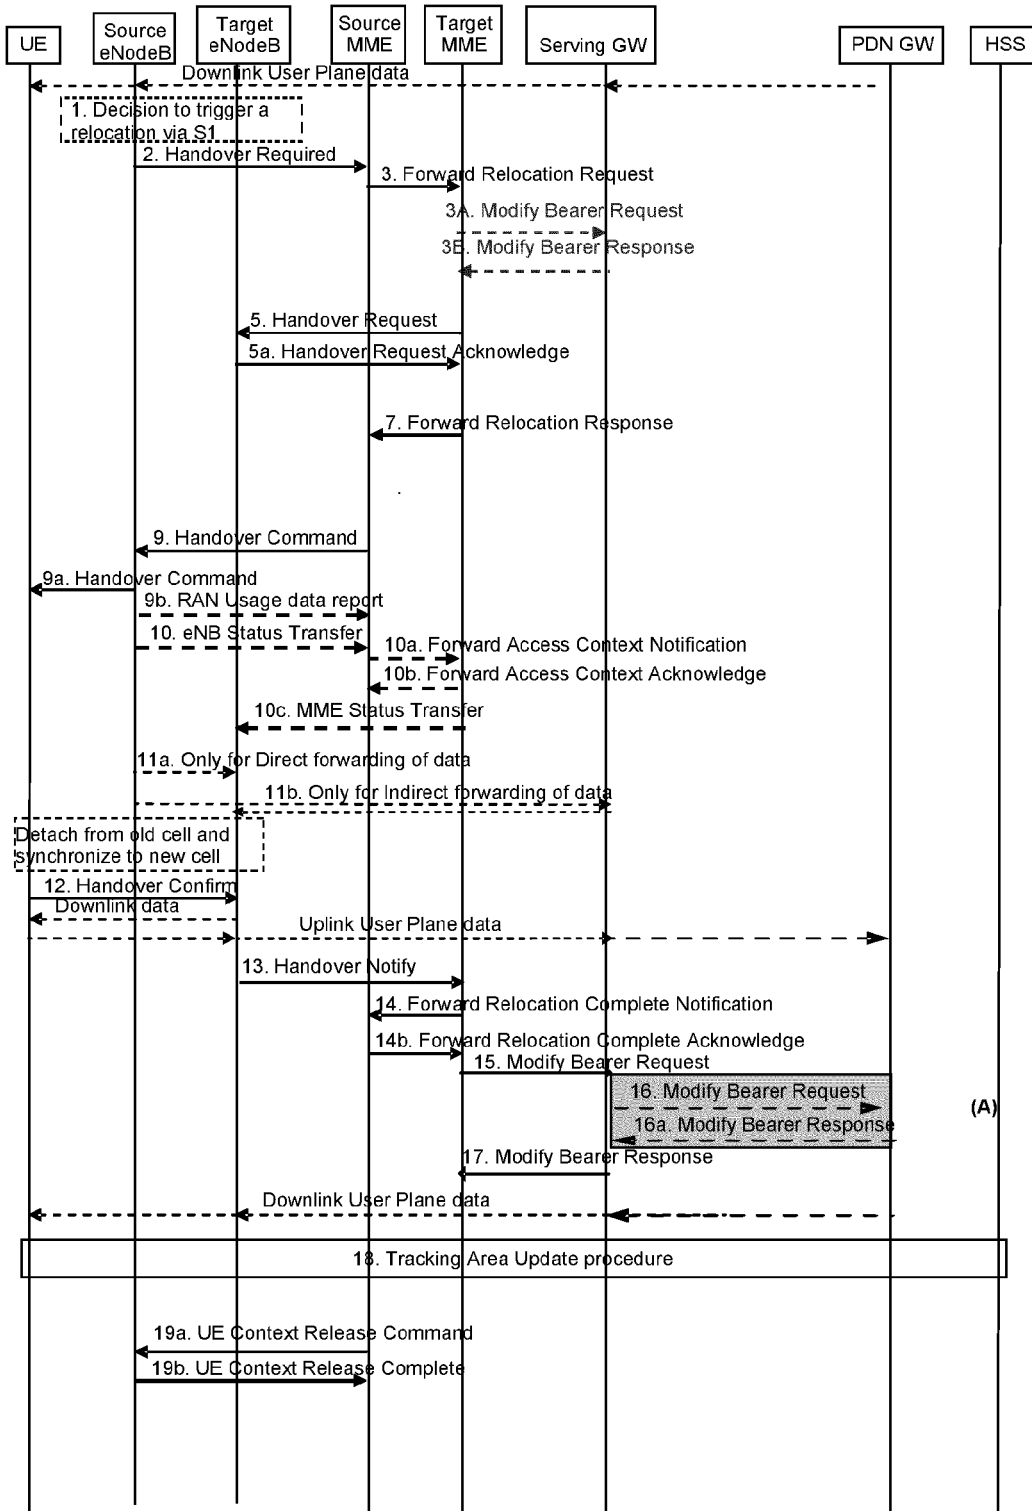 UE
Source
eNodeB
Target
eNodeB
Source
MME
Target
MME
Serving GW
PDN GW
HSS
Downlink User Plane data
1. Decision to trigger a
relocation via S1
2. Handover Required
3. Forward Relocation Request
3A. Modify Bearer Request
3B. Modify Bearer Response
5. Handover Request
5a. Handover Request Acknowledge
7. Forward Relocation Response
9. Handover Command
9a. Handover Command
9b. RAN Usage data report
10. eNB Status Transfer
10a. Forward Access Context Notification
10b. Forward Access Context Acknowledge
10c. MME Status Transfer
11a. Only for Direct forwarding of data
11b. Only for Indirect forwarding of data
Detach from old cell and
synchronize to new cell
12. Handover Confirm
Downlink data
Uplink User Plane data
13. Handover Notify
14. Forward Relocation Complete Notification
14b. Forward Relocation Complete Acknowledge
15. Modify Bearer Request
16. Modify Bearer Request
(A)
16a. Modify Bearer Response
17. Modify Bearer Response
Downlink User Plane data
18. Tracking Area Update procedure
19a. UE Context Release Command
19b. UE Context Release Complete